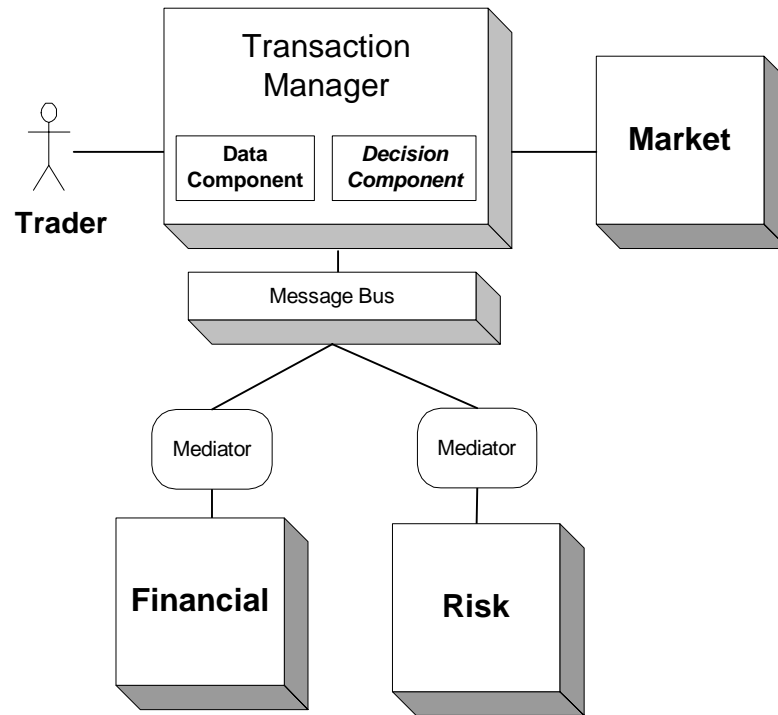 Transaction
Manager
Data
Component
Decision
Component
Market
Trader
Message Bus
Mediator
Mediator
Financial
Risk